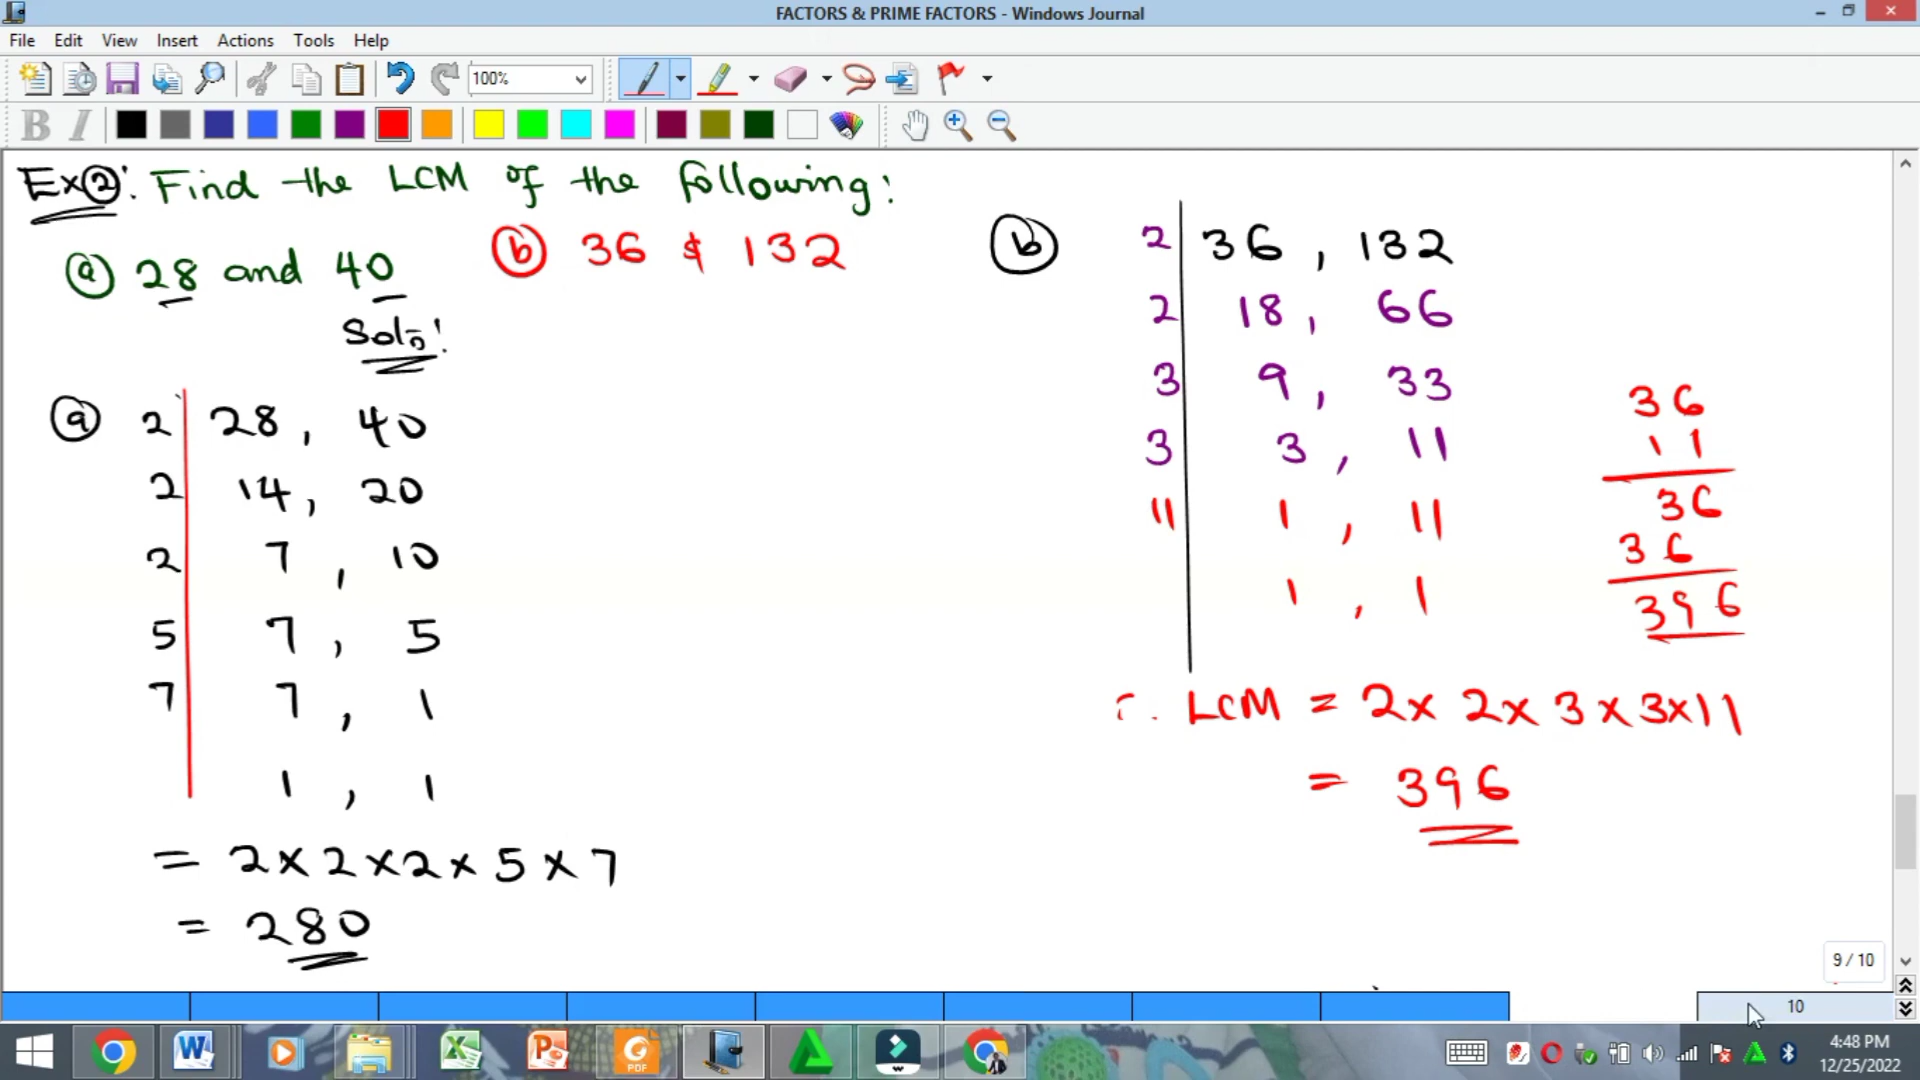 FACTORS & PRIME FACTORS - Windows Journal
File Edit View Insert Actions Tools Help
100%
B I
Ex②: Find the LCM of the following:
ⓐ 28 and 40
ⓑ 36 & 132
Soln!
ⓐ 2 | 28, 40
2 | 14, 20
2 | 7, 10
5 | 7, 5
7 | 7, 1
1, 1
= 2 x 2 x 2 x 5 x 7
= 280
ⓑ 2 | 36, 132
2 | 18, 66
3 | 9, 33
3 | 3, 11
11 | 1, 11
1, 1
36
11
36
36
396
∴ LCM = 2 x 2 x 3 x 3 x 11
= 396
9 / 10
10
PDF
4:48 PM
12/25/2022